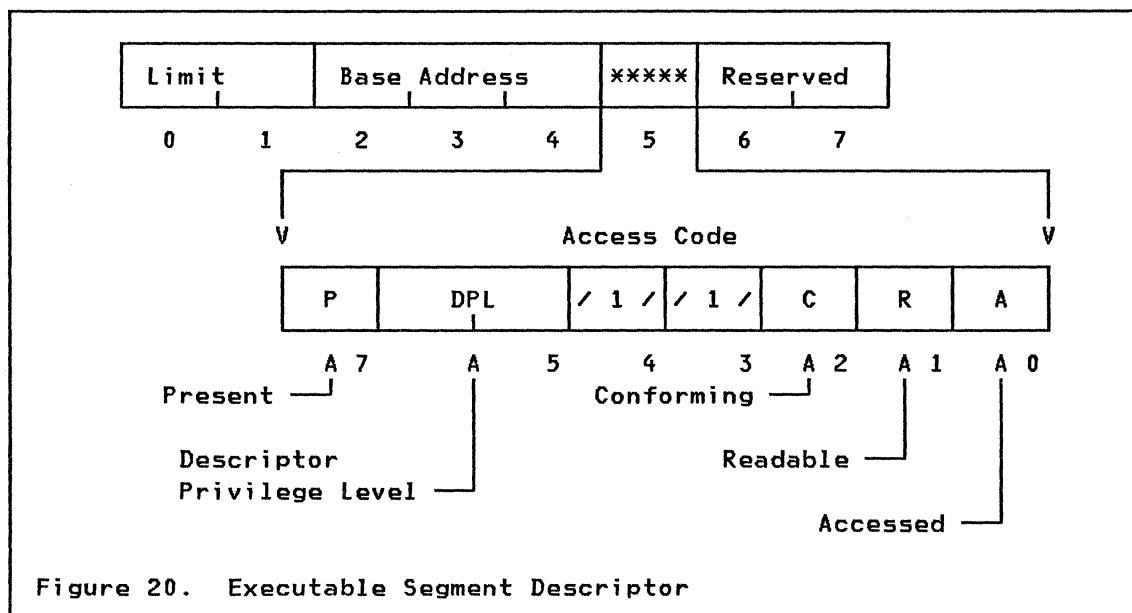 Limit Base Address ***** Reserved
0 1 2 3 4 5 6 7
V Access Code V
P DPL / 1 / / 1 / C R A
A 7 A 5 4 3 A 2 A 1 A 0
Present Conforming
Descriptor Readable
Privilege Level
Accessed
Figure 20. Executable Segment Descriptor